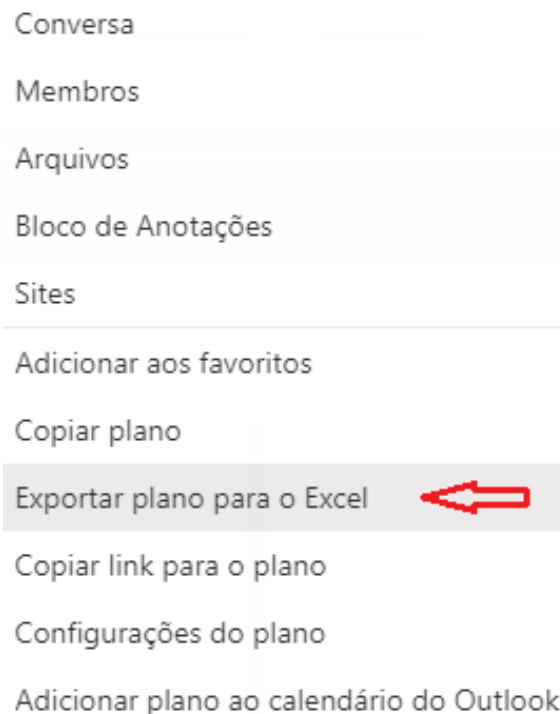 Conversa
Membros
Arquivos
Bloco de Anotações
Sites
Adicionar aos favoritos
Copiar plano
Exportar plano para o Excel
Copiar link para o plano
Configurações do plano
Adicionar plano ao calendário do Outlook